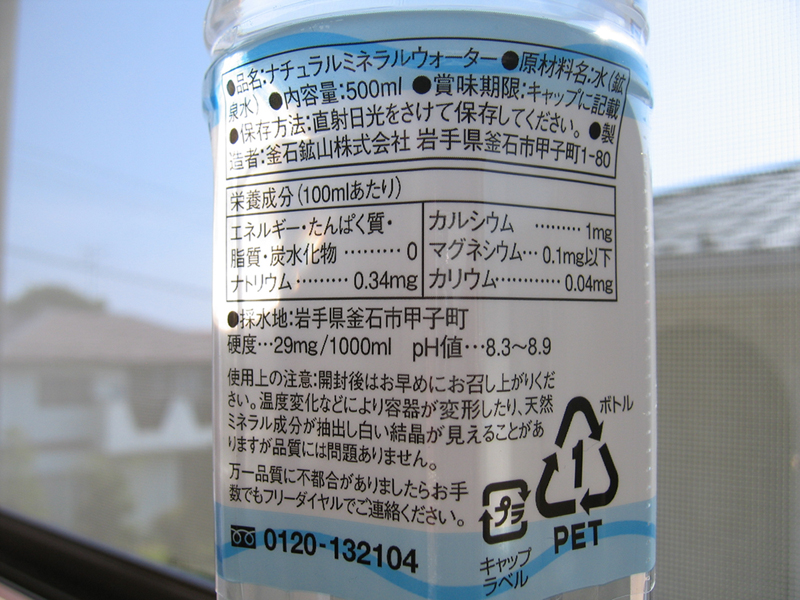 ●品名:ナチュラルミネラルウォーター ●原材料名:水(鉱
泉水) ●内容量:500ml ●賞味期限:キャップに記載
●保存方法:直射日光をさけて保存してください。 ●製
造者:釜石鉱山株式会社 岩手県釜石市甲子町1-80
栄養成分(100mlあたり)
エネルギー・たんぱく質・
脂質・炭水化物 ……… 0
ナトリウム ……… 0.34mg
カルシウム ……… 1mg
マグネシウム… 0.1mg以下
カリウム………… 0.04mg
●採水地:岩手県釜石市甲子町
硬度…29mg/1000ml pH値…8.3〜8.9
使用上の注意:開封後はお早めにお召し上がりくだ
さい。温度変化などにより容器が変形したり、天然
ミネラル成分が抽出し白い結晶が見えることがあ
りますが品質には問題ありません。
万一品質に不都合がありましたらお手
数でもフリーダイヤルでご連絡ください。
0120-132104
プラ
キャップ
ラベル
ボトル
1
PET